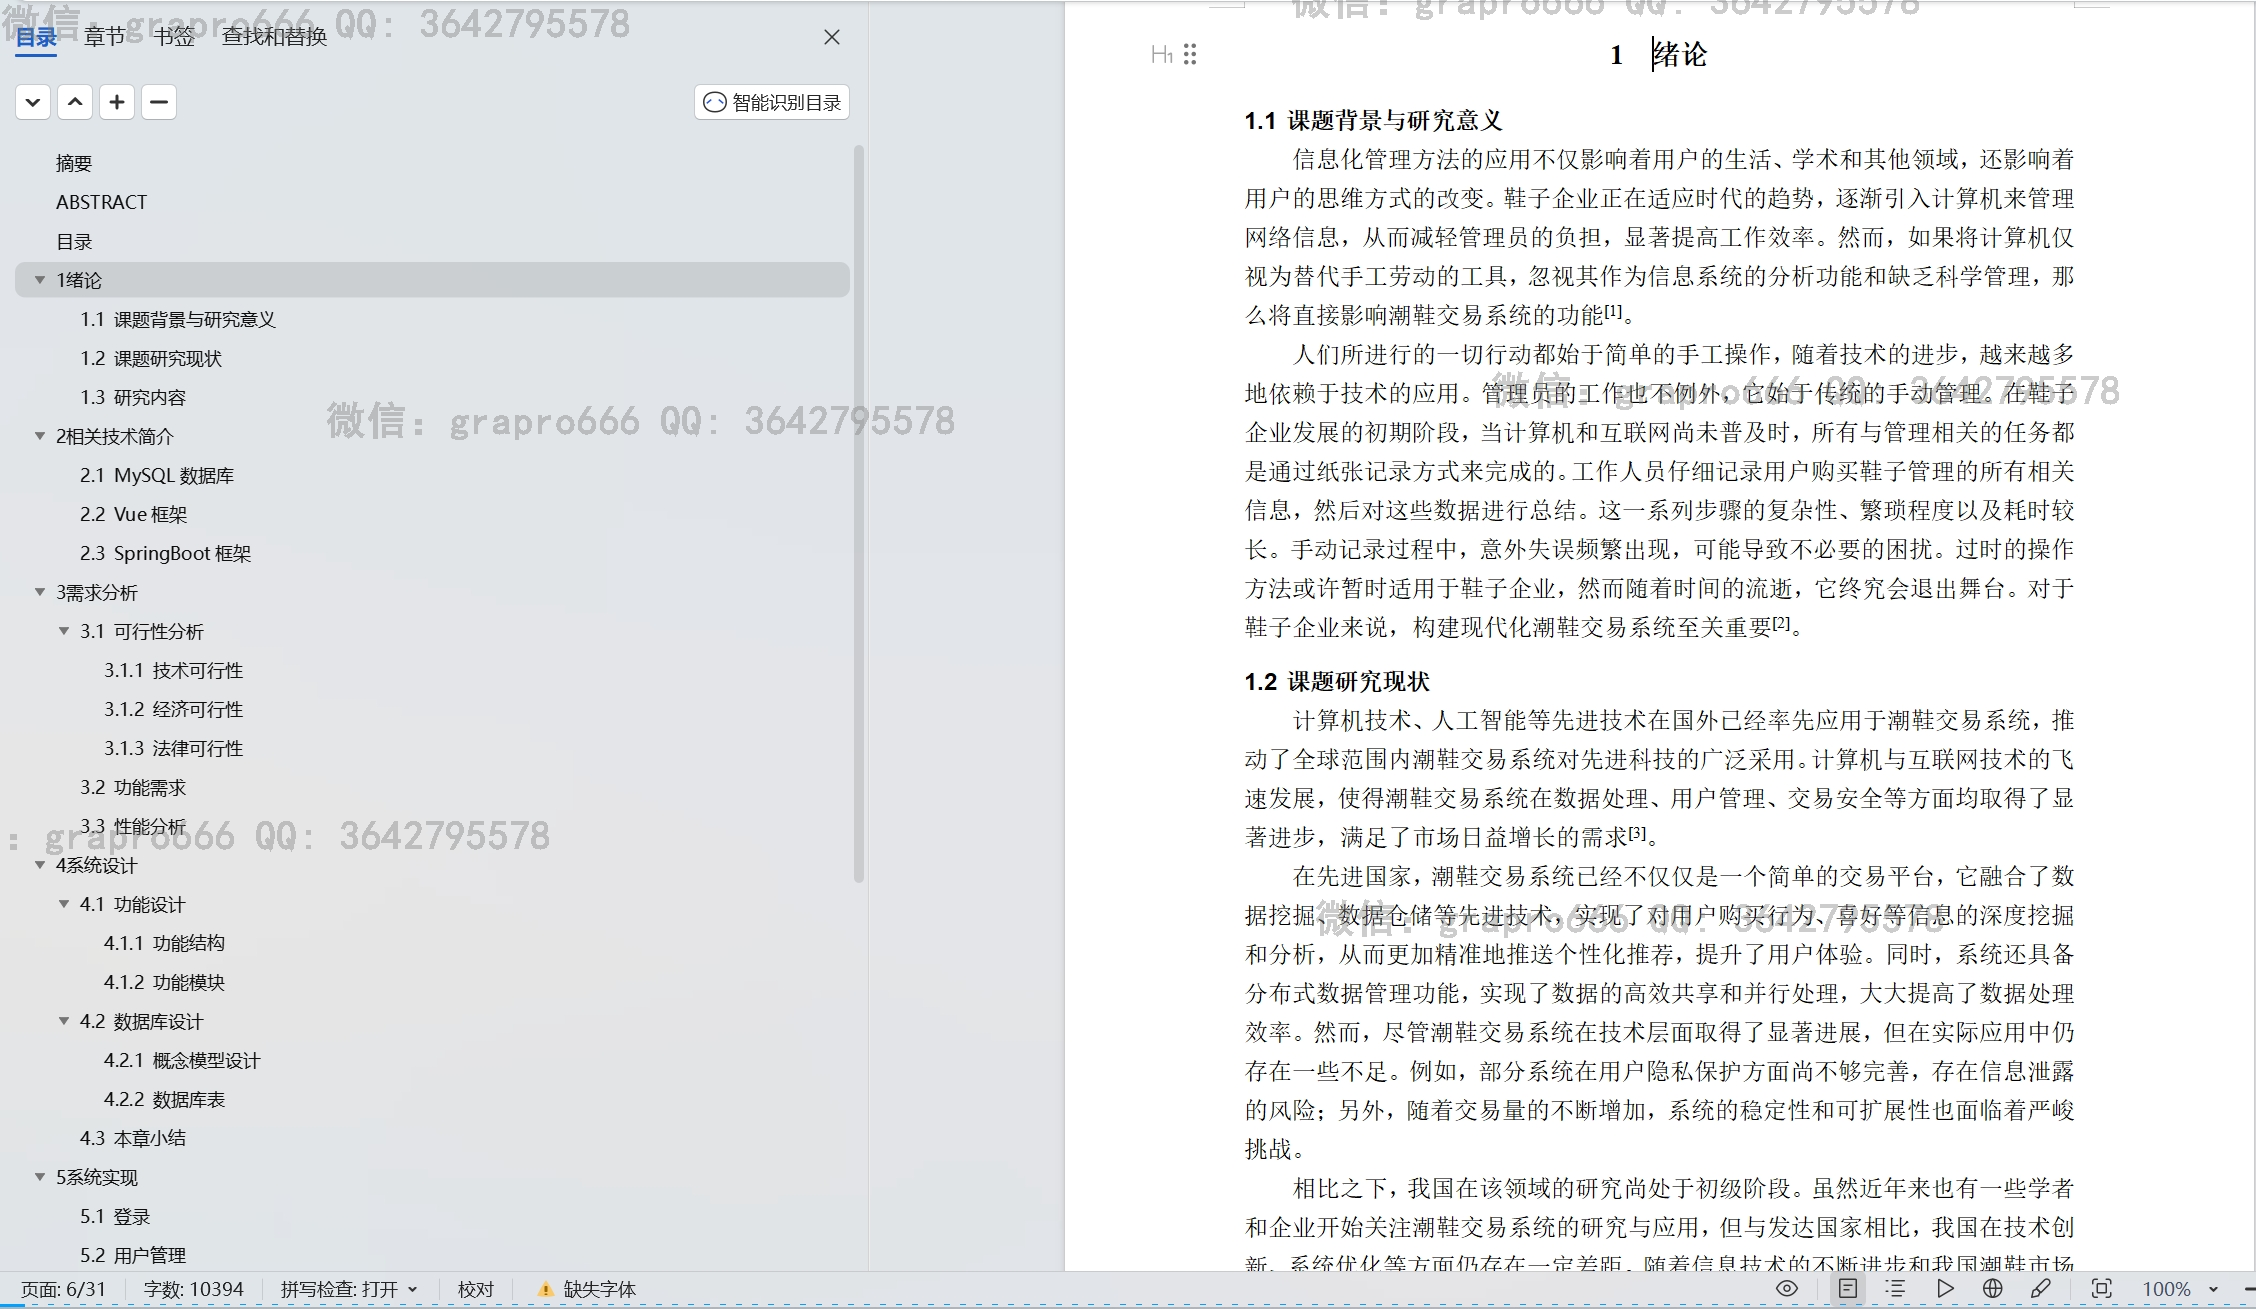 微信: grapro666 QQ: 3642795578
目录 章节 书签 查找和替换
智能识别目录
摘要
ABSTRACT
目录
1绪论
1.1 课题背景与研究意义
1.2 课题研究现状
1.3 研究内容
2相关技术简介
微信: grapro666 QQ: 3642795578
2.1 MySQL 数据库
2.2 Vue 框架
2.3 SpringBoot 框架
3需求分析
3.1 可行性分析
3.1.1 技术可行性
3.1.2 经济可行性
3.1.3 法律可行性
3.2 功能需求
3.3 性能分析
: grapro666 QQ: 3642795578
4系统设计
4.1 功能设计
4.1.1 功能结构
4.1.2 功能模块
4.2 数据库设计
4.2.1 概念模型设计
4.2.2 数据库表
4.3 本章小结
5系统实现
5.1 登录
5.2 用户管理
微信: grapro666 QQ: 3642795578
H1
1 绪论
1.1 课题背景与研究意义
信息化管理方法的应用不仅影响着用户的生活、学术和其他领域，还影响着
用户的思维方式的改变。鞋子企业正在适应时代的趋势，逐渐引入计算机来管理
网络信息，从而减轻管理员的负担，显著提高工作效率。然而，如果将计算机仅
视为替代手工劳动的工具，忽视其作为信息系统的分析功能和缺乏科学管理，那
么将直接影响潮鞋交易系统的功能[1]。
人们所进行的一切行动都始于简单的手工操作，随着技术的进步，越来越多
地依赖于技术的应用。管理员的工作也不例外，它始于传统的手动管理。在鞋子
微信: grapro666 QQ: 3642795578
企业发展的初期阶段，当计算机和互联网尚未普及时，所有与管理相关的任务都
是通过纸张记录方式来完成的。工作人员仔细记录用户购买鞋子管理的所有相关
信息，然后对这些数据进行总结。这一系列步骤的复杂性、繁琐程度以及耗时较
长。手动记录过程中，意外失误频繁出现，可能导致不必要的困扰。过时的操作
方法或许暂时适用于鞋子企业，然而随着时间的流逝，它终究会退出舞台。对于
鞋子企业来说，构建现代化潮鞋交易系统至关重要[2]。
1.2 课题研究现状
计算机技术、人工智能等先进技术在国外已经率先应用于潮鞋交易系统，推
动了全球范围内潮鞋交易系统对先进科技的广泛采用。计算机与互联网技术的飞
速发展，使得潮鞋交易系统在数据处理、用户管理、交易安全等方面均取得了显
著进步，满足了市场日益增长的需求[3]。
在先进国家，潮鞋交易系统已经不仅仅是一个简单的交易平台，它融合了数
据挖掘、数据仓储等先进技术，实现了对用户购买行为、喜好等信息的深度挖掘
微信: grapro666 QQ: 3642795578
和分析，从而更加精准地推送个性化推荐，提升了用户体验。同时，系统还具备
分布式数据管理功能，实现了数据的高效共享和并行处理，大大提高了数据处理
效率。然而，尽管潮鞋交易系统在技术层面取得了显著进展，但在实际应用中仍
存在一些不足。例如，部分系统在用户隐私保护方面尚不够完善，存在信息泄露
的风险；另外，随着交易量的不断增加，系统的稳定性和可扩展性也面临着严峻
挑战。
相比之下，我国在该领域的研究尚处于初级阶段。虽然近年来也有一些学者
和企业开始关注潮鞋交易系统的研究与应用，但与发达国家相比，我国在技术创
新、系统优化等方面仍存在一定差距。随着信息技术的不断进步和我国潮鞋市场
页面: 6/31 字数: 10394 拼写检查: 打开 校对 缺失字体 100%